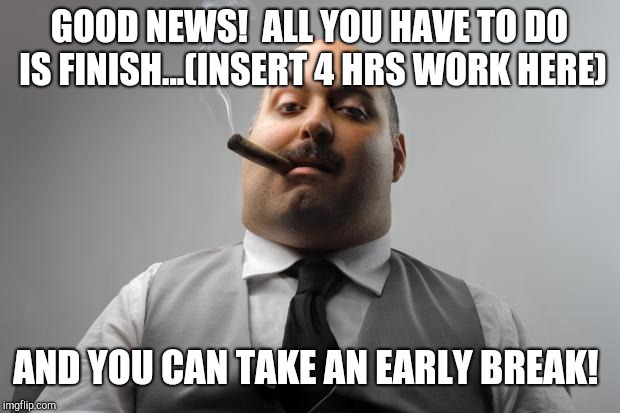 GOOD NEWS! ALL YOU HAVE TO DO
IS FINISH...(INSERT 4 HRS WORK HERE)
AND YOU CAN TAKE AN EARLY BREAK!
imgflip.com